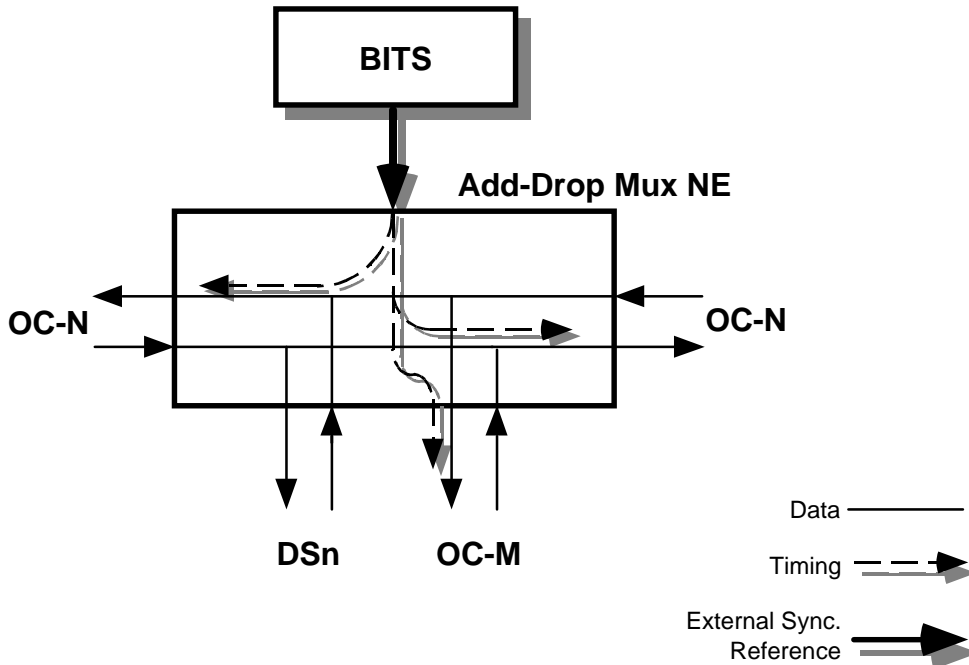 BITS
Add-Drop Mux NE
OC-N
OC-N
DSn
OC-M
Data
Timing
External Sync.
Reference